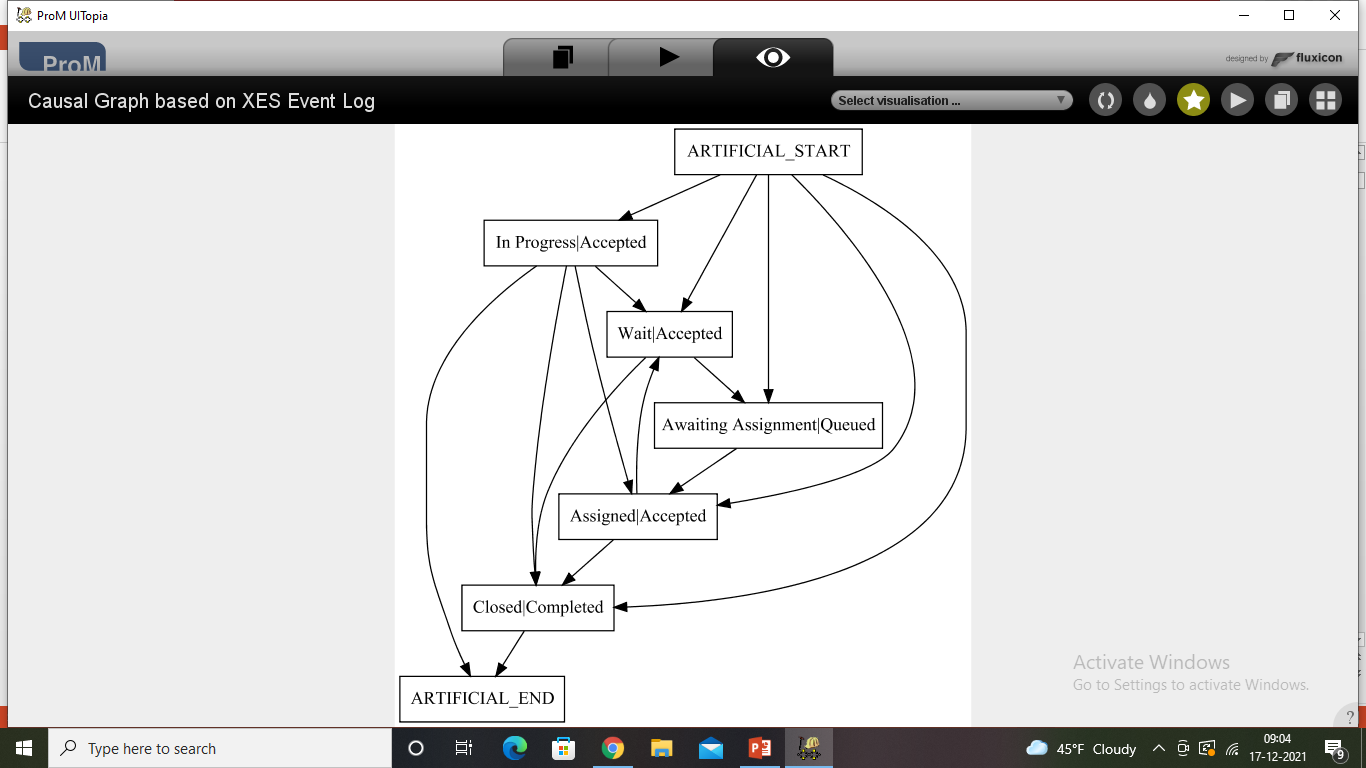 ProM UITopia
ProM
designed by fluxicon
Causal Graph based on XES Event Log
Select visualisation ...
ARTIFICIAL_START
In Progress|Accepted
Wait|Accepted
Awaiting Assignment|Queued
Assigned|Accepted
Closed|Completed
ARTIFICIAL_END
Activate Windows
Go to Settings to activate Windows.
?
Type here to search
45°F Cloudy
09:04
17-12-2021
9